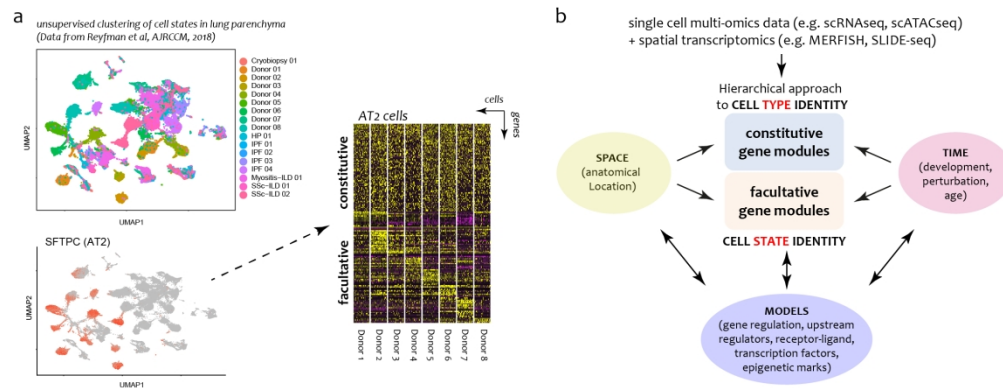 a
unsupervised clustering of cell states in lung parenchyma
(Data from Reyfman et al, AJRCCM, 2018)
UMAP2
UMAP1
Cryobiopsy 01
Donor 01
Donor 02
Donor 03
Donor 04
Donor 05
Donor 06
Donor 07
Donor 08
HP 01
IPF 01
IPF 02
IPF 03
IPF 04
Myositis-ILD 01
SSc-ILD 01
SSc-ILD 02
SFTPC (AT2)
UMAP2
UMAP1
AT2 cells
cells
genes
constitutive
facultative
Donor 1
Donor 2
Donor 3
Donor 4
Donor 5
Donor 6
Donor 7
Donor 8
b
single cell multi-omics data (e.g. scRNAseq, scATACseq)
+ spatial transcriptomics (e.g. MERFISH, SLIDE-seq)
Hierarchical approach
to CELL TYPE IDENTITY
constitutive
gene modules
SPACE
(anatomical
Location)
TIME
(development,
perturbation,
age)
facultative
gene modules
CELL STATE IDENTITY
MODELS
(gene regulation, upstream
regulators, receptor-ligand,
transcription factors,
epigenetic marks)